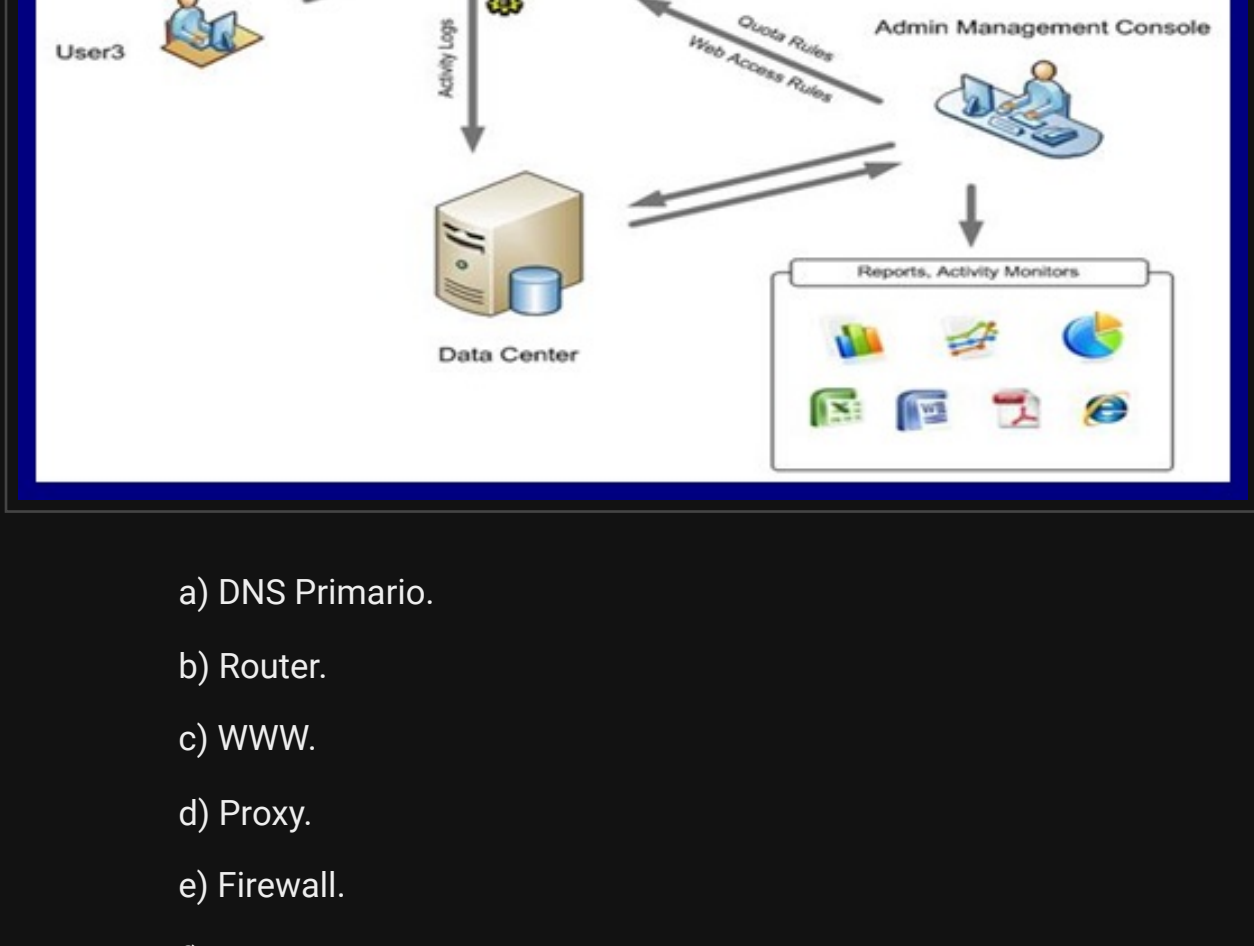 Quota Rules
Web Access Rules
Admin Management Console
User3
Activity Logs
Reports, Activity Monitors
Data Center
a) DNS Primario.
b) Router.
c) WWW.
d) Proxy.
e) Firewall.